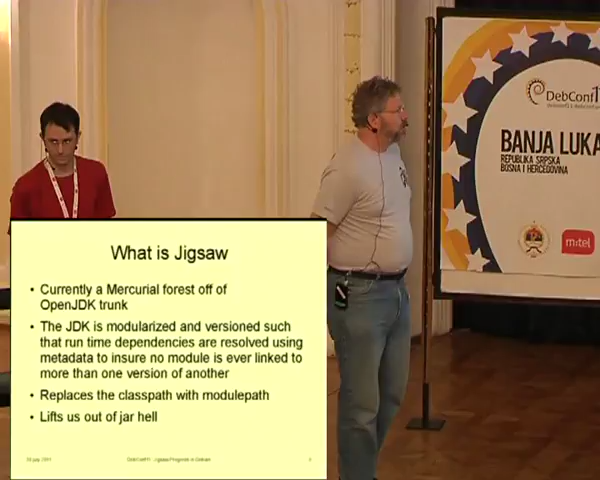 DebConf11
BANJA LUKA
REPUBLIKA SRPSKA
BOSNA I HERCEGOVINA
m:tel
What is Jigsaw
• Currently a Mercurial forest off of
OpenJDK trunk
• The JDK is modularized and versioned such
that run time dependencies are resolved using
metadata to insure no module is ever linked to
more than one version of another
• Replaces the classpath with modulepath
• Lifts us out of jar hell